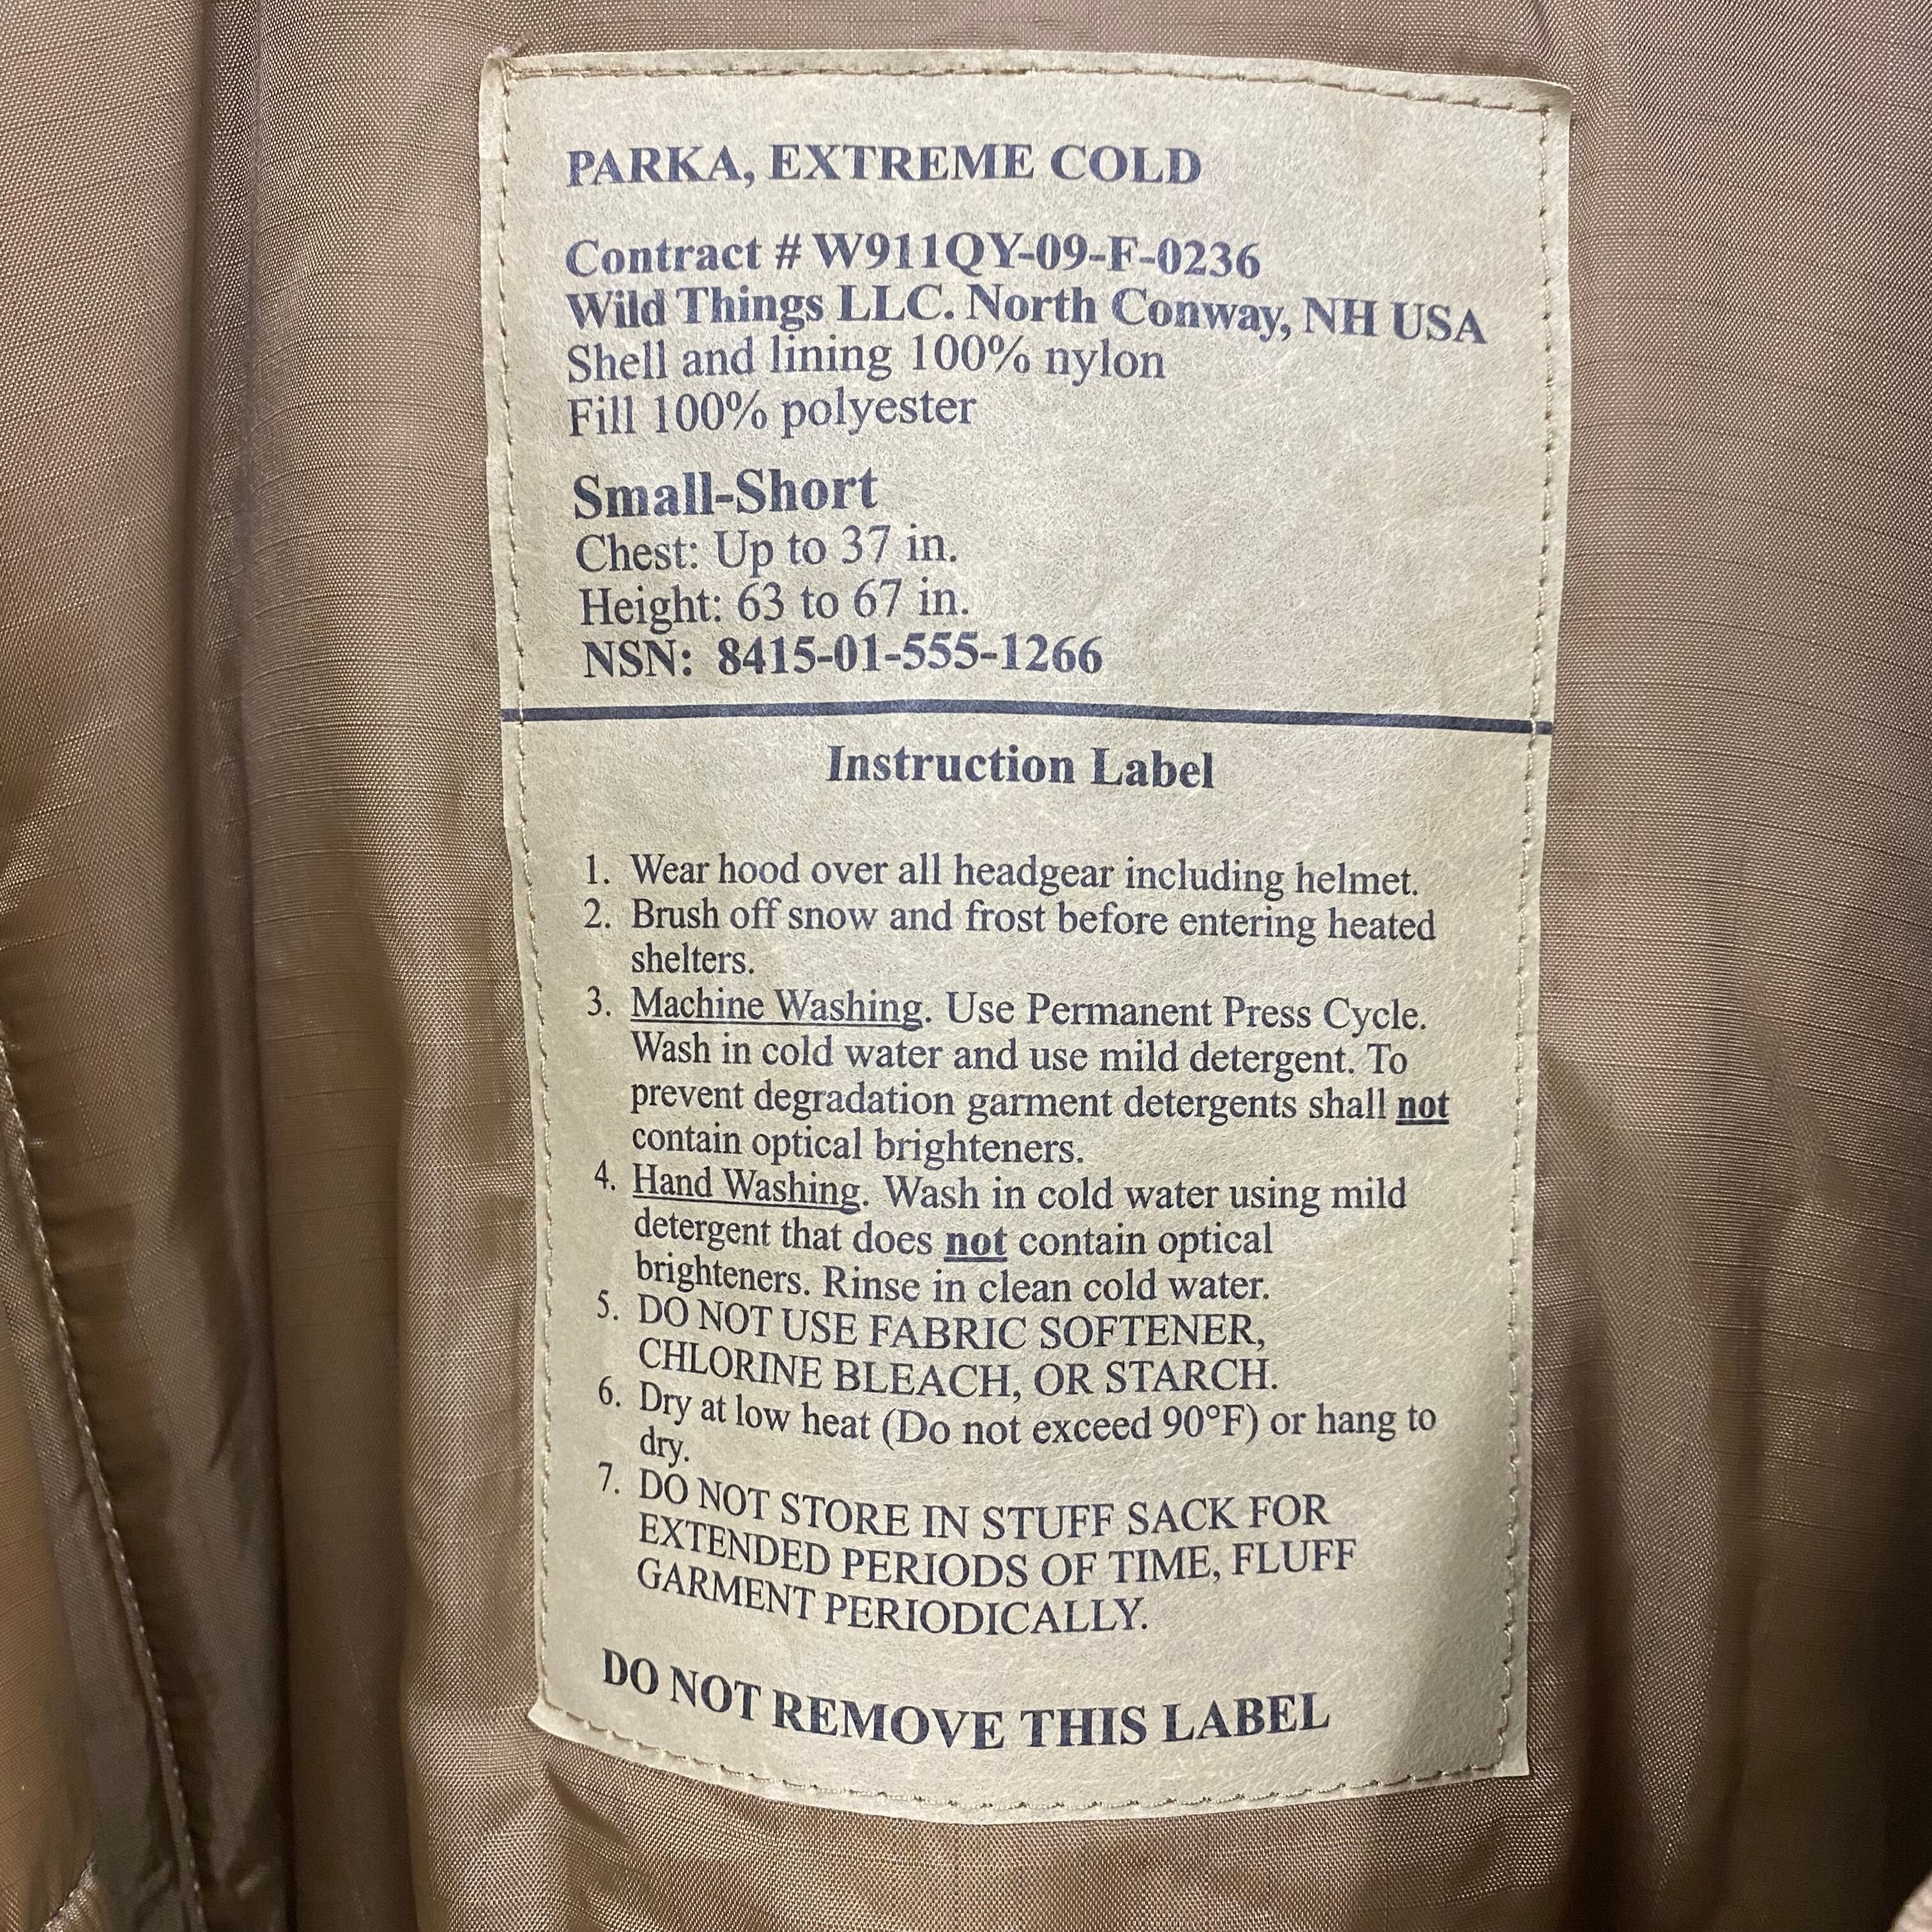 PARKA, EXTREME COLD
Contract # W911QY-09-F-0236
Wild Things LLC. North Conway, NH USA
Shell and lining 100% nylon
Fill 100% polyester
Small-Short
Chest: Up to 37 in.
Height: 63 to 67 in.
NSN: 8415-01-555-1266
Instruction Label
1. Wear hood over all headgear including helmet.
2. Brush off snow and frost before entering heated
shelters.
3. Machine Washing. Use Permanent Press Cycle.
Wash in cold water and use mild detergent. To
prevent degradation garment detergents shall not
contain optical brighteners.
4. Hand Washing. Wash in cold water using mild
detergent that does not contain optical
brighteners. Rinse in clean cold water.
5. DO NOT USE FABRIC SOFTENER,
CHLORINE BLEACH, OR STARCH.
6. Dry at low heat (Do not exceed 90°F) or hang to
dry.
7. DO NOT STORE IN STUFF SACK FOR
EXTENDED PERIODS OF TIME, FLUFF
GARMENT PERIODICALLY.
DO NOT REMOVE THIS LABEL